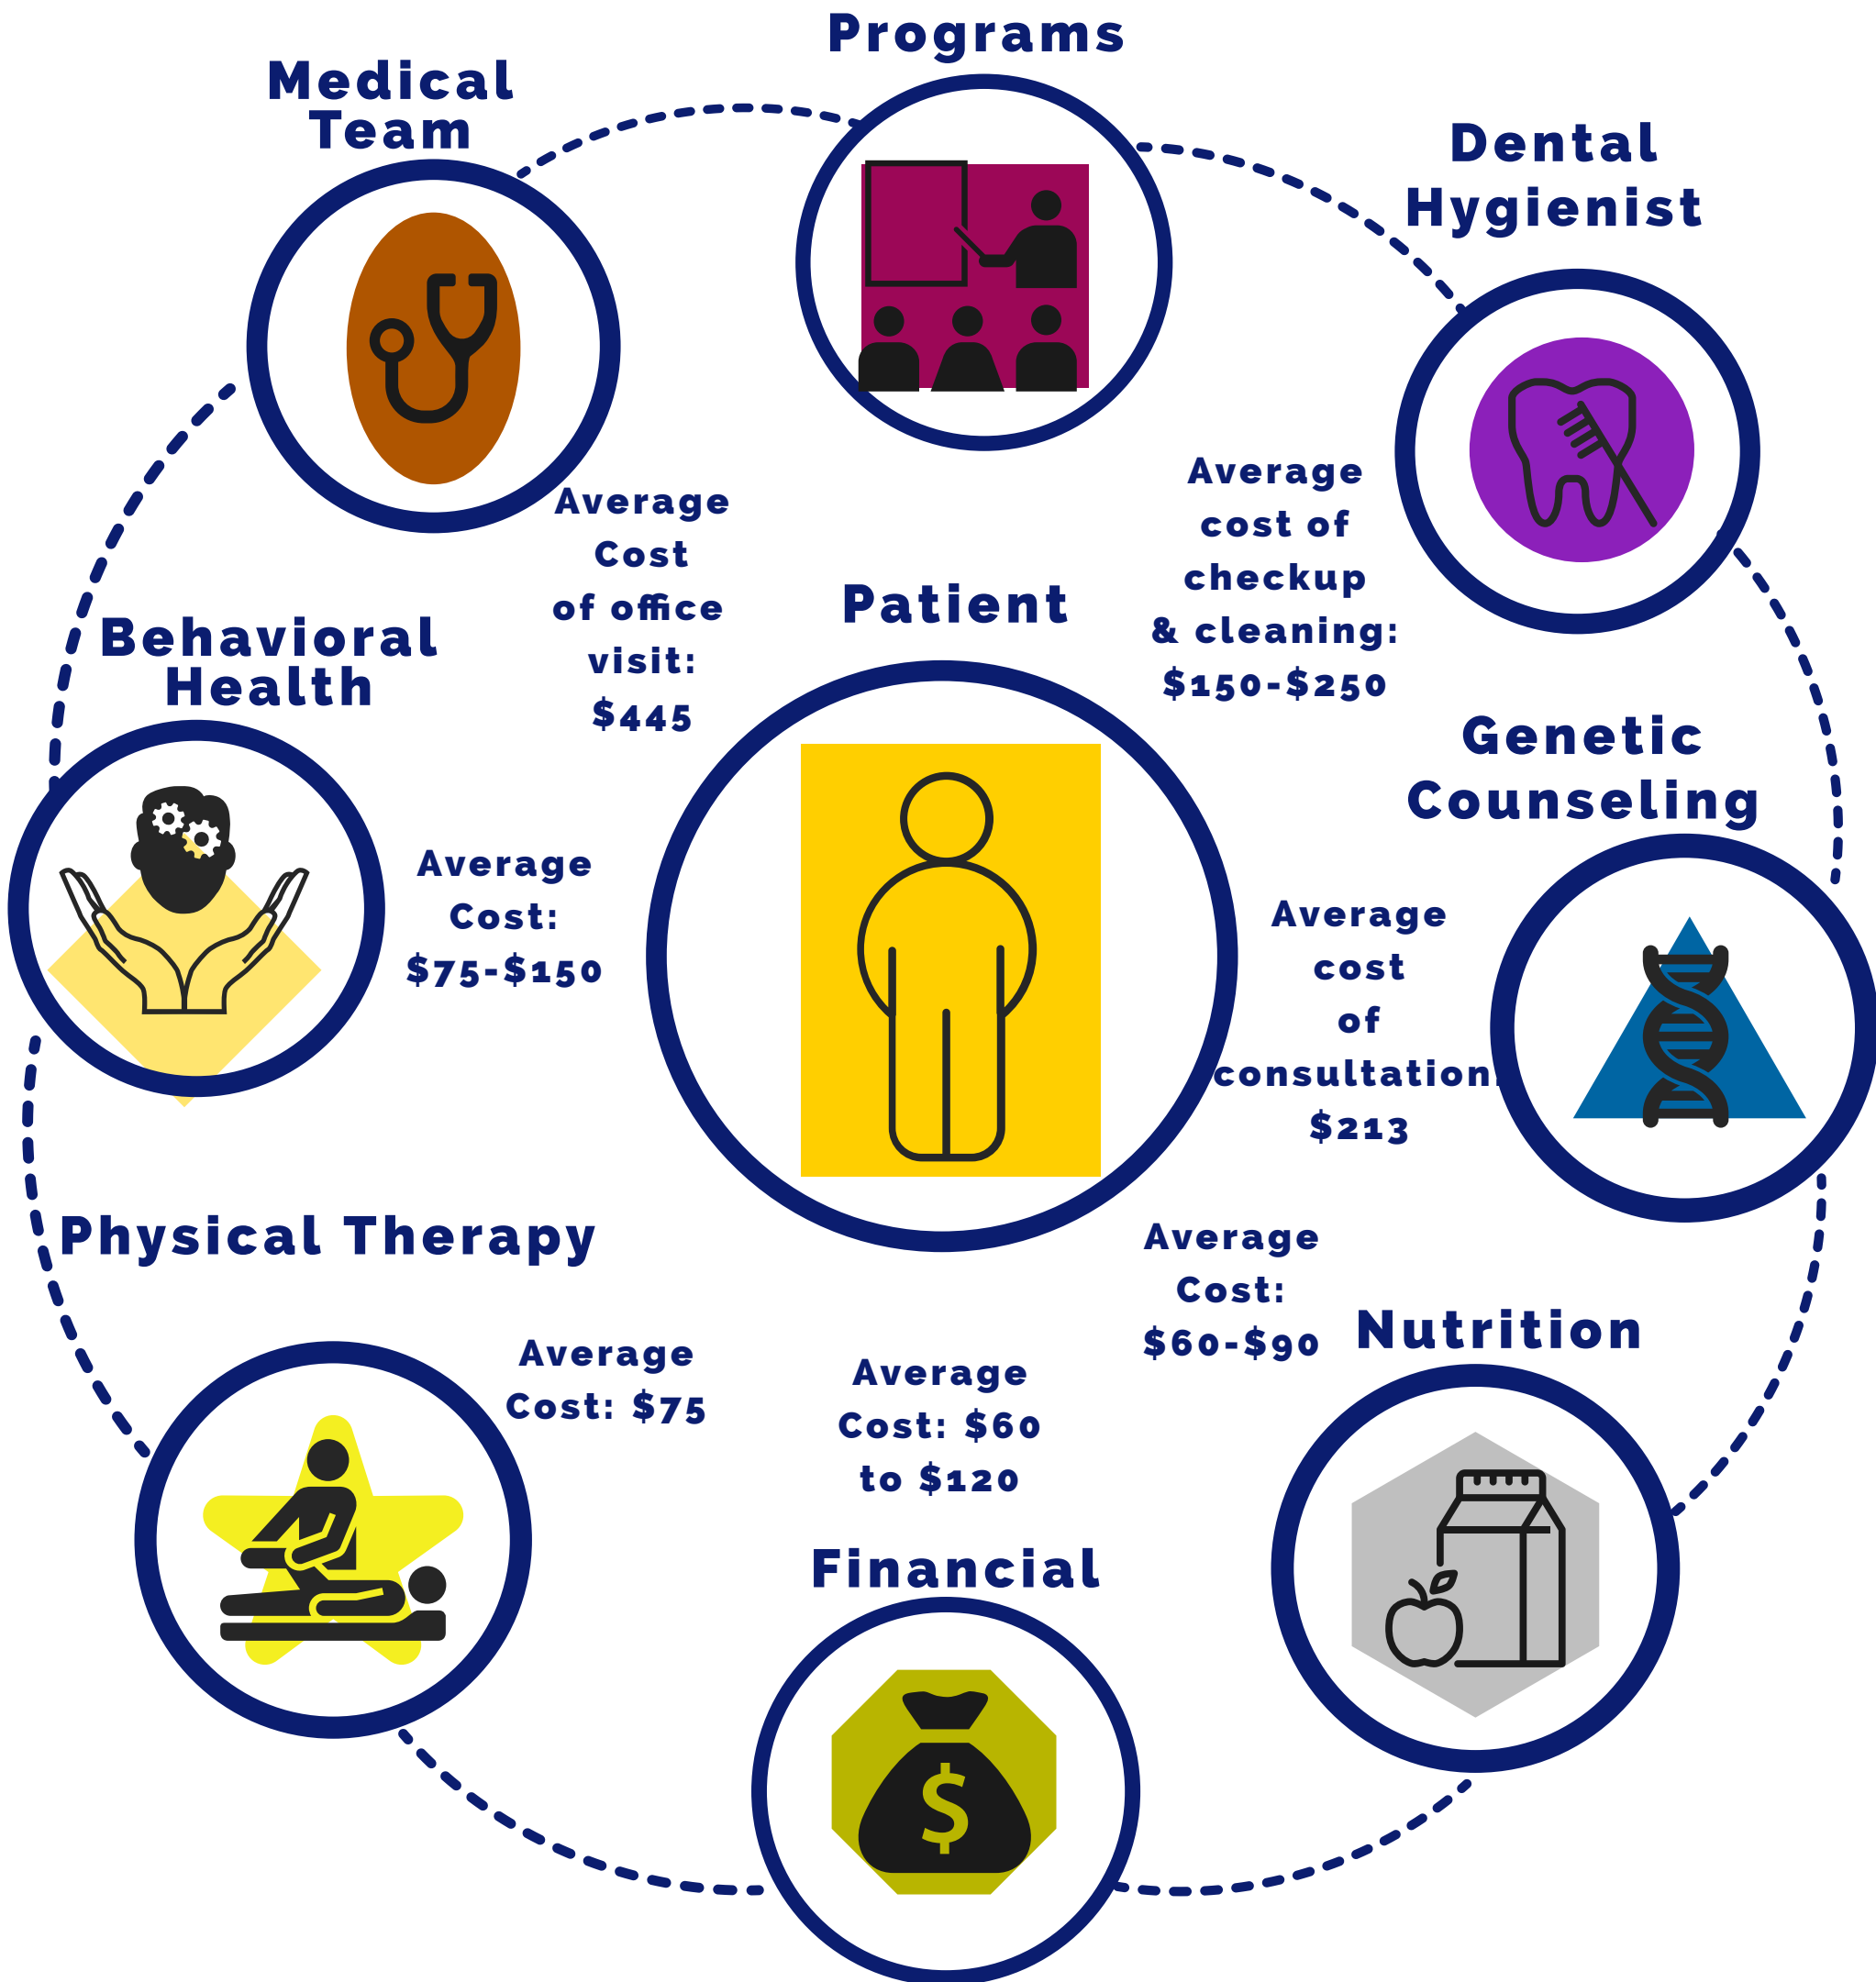 Programs
Medical
Team
Dental
Hygienist
Average
Cost
of office
visit:
$445
Average
cost of
checkup
& cleaning:
$150-$250
Patient
Behavioral
Health
Average
Cost:
$75-$150
Genetic
Counseling
Average
cost
of
consultation:
$213
Physical Therapy
Average
Cost: $75
Average
Cost: $60
to $120
Average
Cost:
$60-$90
Nutrition
Financial
$